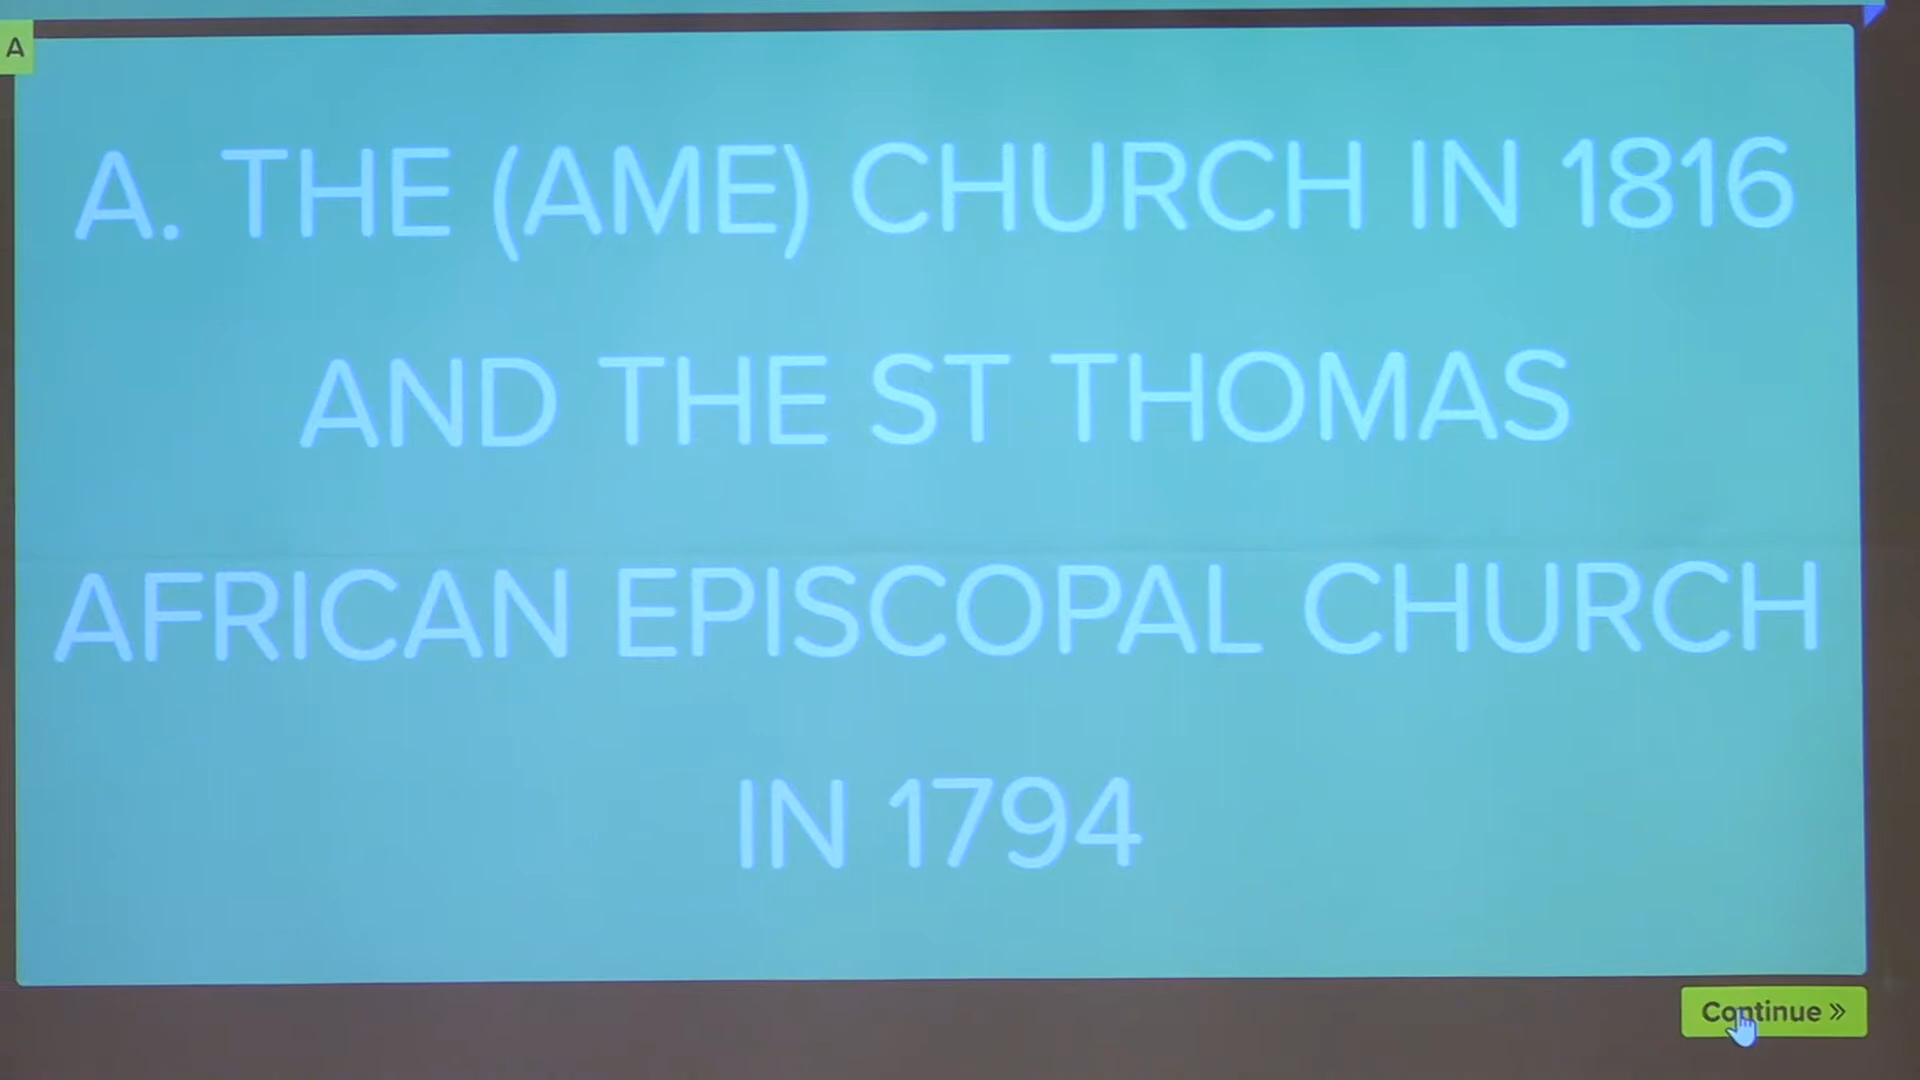 A
A. THE (AME) CHURCH IN 1816
AND THE ST THOMAS
AFRICAN EPISCOPAL CHURCH
IN 1794
Continue »